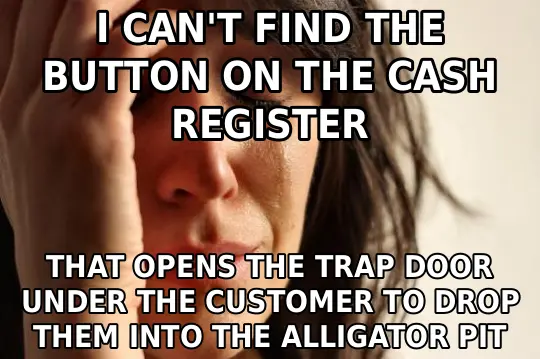 I CAN'T FIND THE
BUTTON ON THE CASH
REGISTER
THAT OPENS THE TRAP DOOR
UNDER THE CUSTOMER TO DROP
THEM INTO THE ALLIGATOR PIT